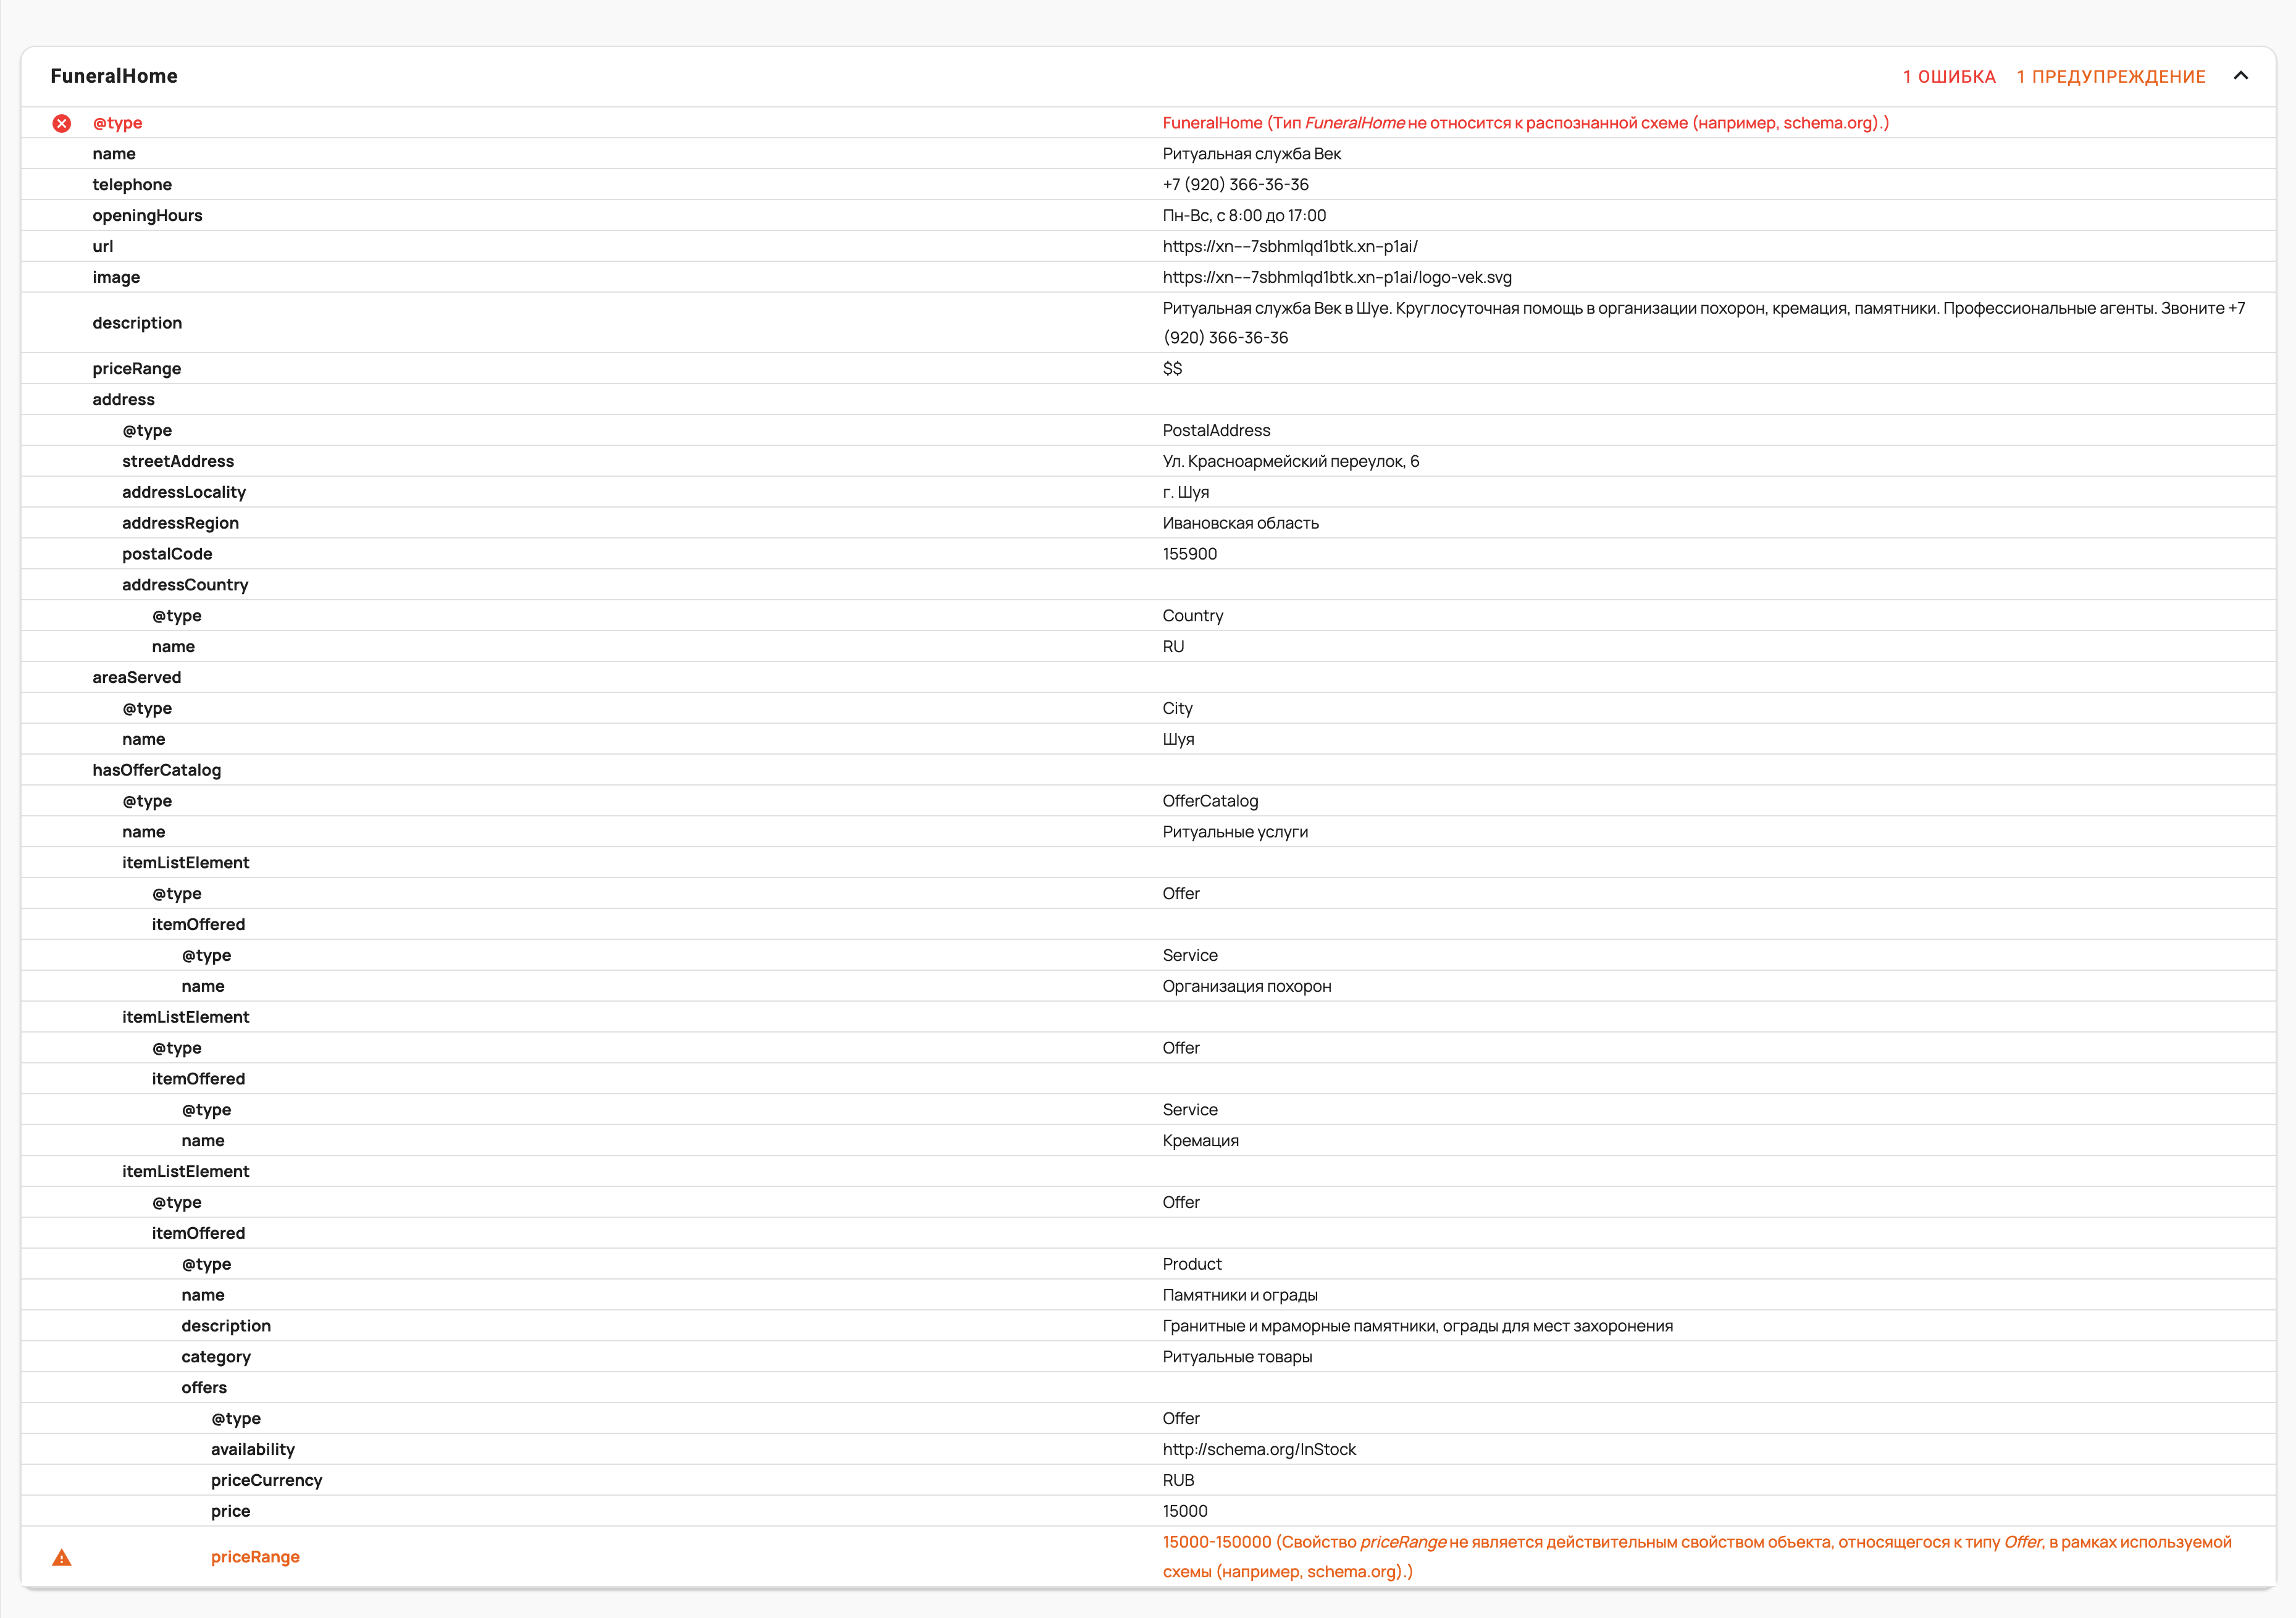 FuneralHome 1 ОШИБКА 1 ПРЕДУПРЕЖДЕНИЕ
@type FuneralHome (Тип FuneralHome не относится к распознанной схеме (например, schema.org).)
name Ритуальная служба Век
telephone +7 (920) 366-36-36
openingHours Пн-Вс, с 8:00 до 17:00
url https://xn--7sbhmlqd1btk.xn-p1ai/
image https://xn--7sbhmlqd1btk.xn-p1ai/logo-vek.svg
description Ритуальная служба Век в Шуе. Круглосуточная помощь в организации похорон, кремация, памятники. Профессиональные агенты. Звоните +7
(920) 366-36-36
priceRange $$
address
@type PostalAddress
streetAddress Ул. Красноармейский переулок, 6
addressLocality г. Шуя
addressRegion Ивановская область
postalCode 155900
addressCountry
@type Country
name RU
areaServed
@type City
name Шуя
hasOfferCatalog
@type OfferCatalog
name Ритуальные услуги
itemListElement
@type Offer
itemOffered
@type Service
name Организация похорон
itemListElement
@type Offer
itemOffered
@type Service
name Кремация
itemListElement
@type Offer
itemOffered
@type Product
name Памятники и ограды
description Гранитные и мраморные памятники, ограды для мест захоронения
category Ритуальные товары
offers
@type Offer
availability http://schema.org/InStock
priceCurrency RUB
price 15000
priceRange 15000-150000 (Свойство priceRange не является действительным свойством объекта, относящегося к типу Offer, в рамках используемой
схемы (например, schema.org).)